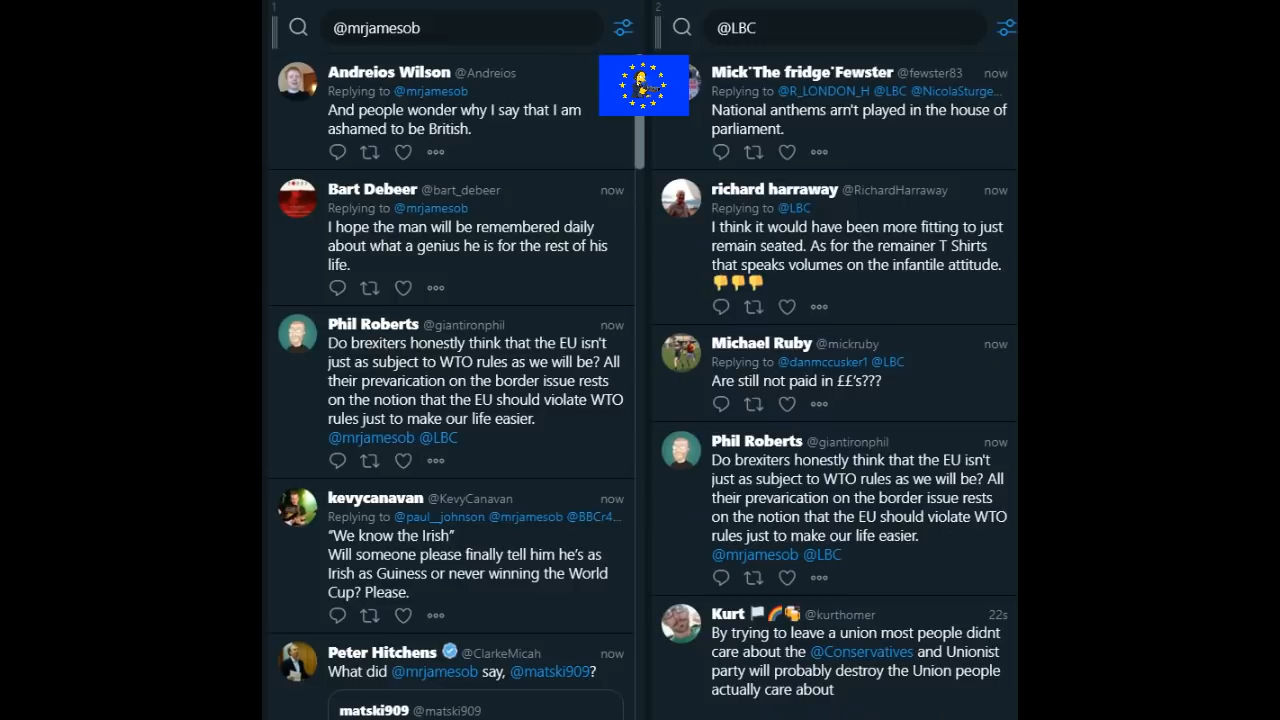 1
@mrjamesob
Andreios Wilson @Andreios
Replying to @mrjamesob
And people wonder why I say that I am
ashamed to be British.
Bart Debeer @bart_debeer now
Replying to @mrjamesob
I hope the man will be remembered daily
about what a genius he is for the rest of his
life.
Phil Roberts @giantironphil now
Do brexiters honestly think that the EU isn't
just as subject to WTO rules as we will be? All
their prevarication on the border issue rests
on the notion that the EU should violate WTO
rules just to make our life easier.
@mrjamesob @LBC
kevycanavan @KevyCanavan now
Replying to @paul__johnson @mrjamesob @BBCr4...
“We know the Irish”
Will someone please finally tell him he’s as
Irish as Guiness or never winning the World
Cup? Please.
Peter Hitchens @ClarkeMicah now
What did @mrjamesob say, @matski909?
matski909 @matski909
2
@LBC
Mick*The fridge*Fewster @fewster83 now
Replying to @R_LONDON_H @LBC @NicolaSturge...
National anthems arn't played in the house of
parliament.
richard harraway @RichardHarraway now
Replying to @LBC
I think it would have been more fitting to just
remain seated. As for the remainer T Shirts
that speaks volumes on the infantile attitude.
👎👎👎
Michael Ruby @mickruby now
Replying to @danmccusker1 @LBC
Are still not paid in ££’s???
Phil Roberts @giantironphil now
Do brexiters honestly think that the EU isn't
just as subject to WTO rules as we will be? All
their prevarication on the border issue rests
on the notion that the EU should violate WTO
rules just to make our life easier.
@mrjamesob @LBC
Kurt @kurthomer 22s
By trying to leave a union most people didnt
care about the @Conservatives and Unionist
party will probably destroy the Union people
actually care about